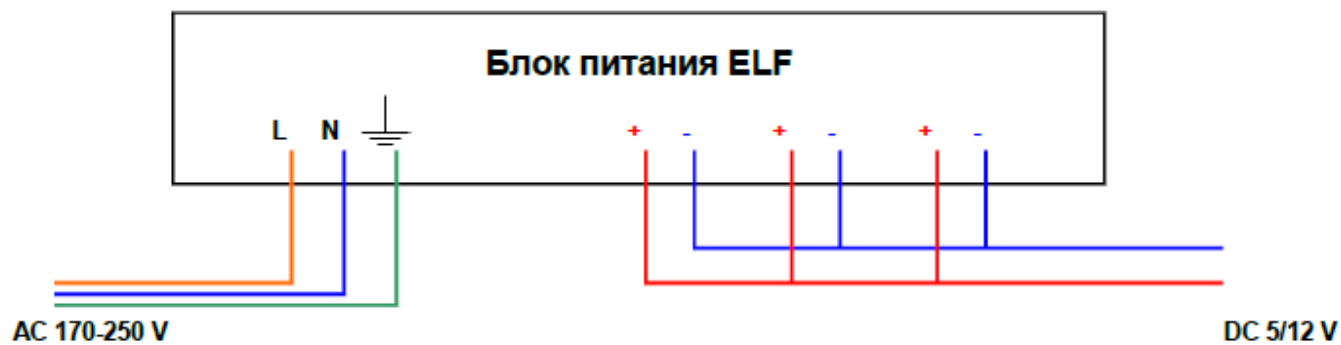 Блок питания ELF
L N + - + - + -
AC 170-250 V
DC 5/12 V